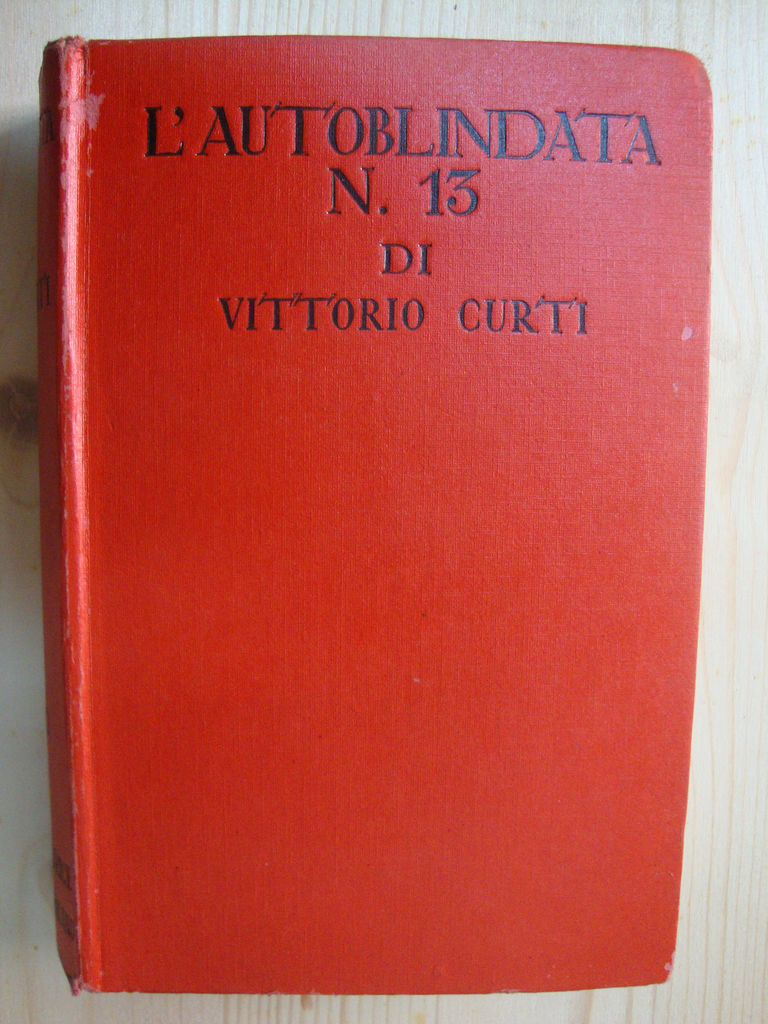 L'AUTOBLINDATA
N. 13
DI
VITTORIO CURTI